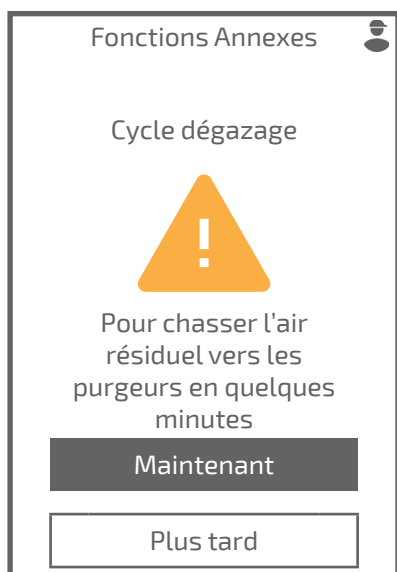 Fonctions Annexes
Cycle dégazage
!
Pour chasser l’air
résiduel vers les
purgeurs en quelques
minutes
Maintenant
Plus tard